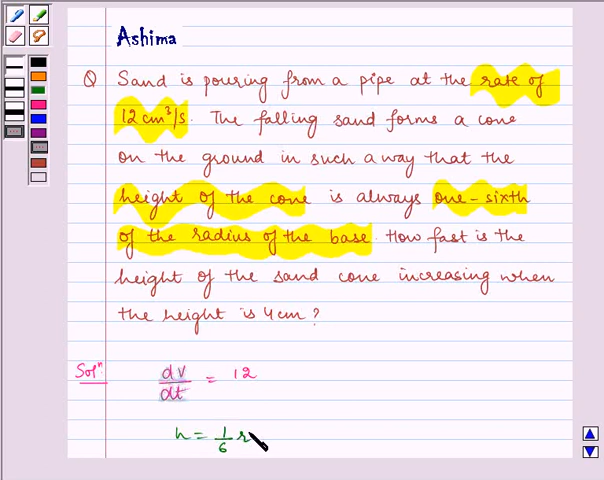 Ashima
Q Sand is pouring from a pipe at the rate of
12 cm³/s. The falling sand forms a cone
on the ground in such a way that the
height of the cone is always one-sixth
of the radius of the base. How fast is the
height of the sand cone increasing when
the height is 4 cm?
Solⁿ dv/dt = 12
h = 1/6 r